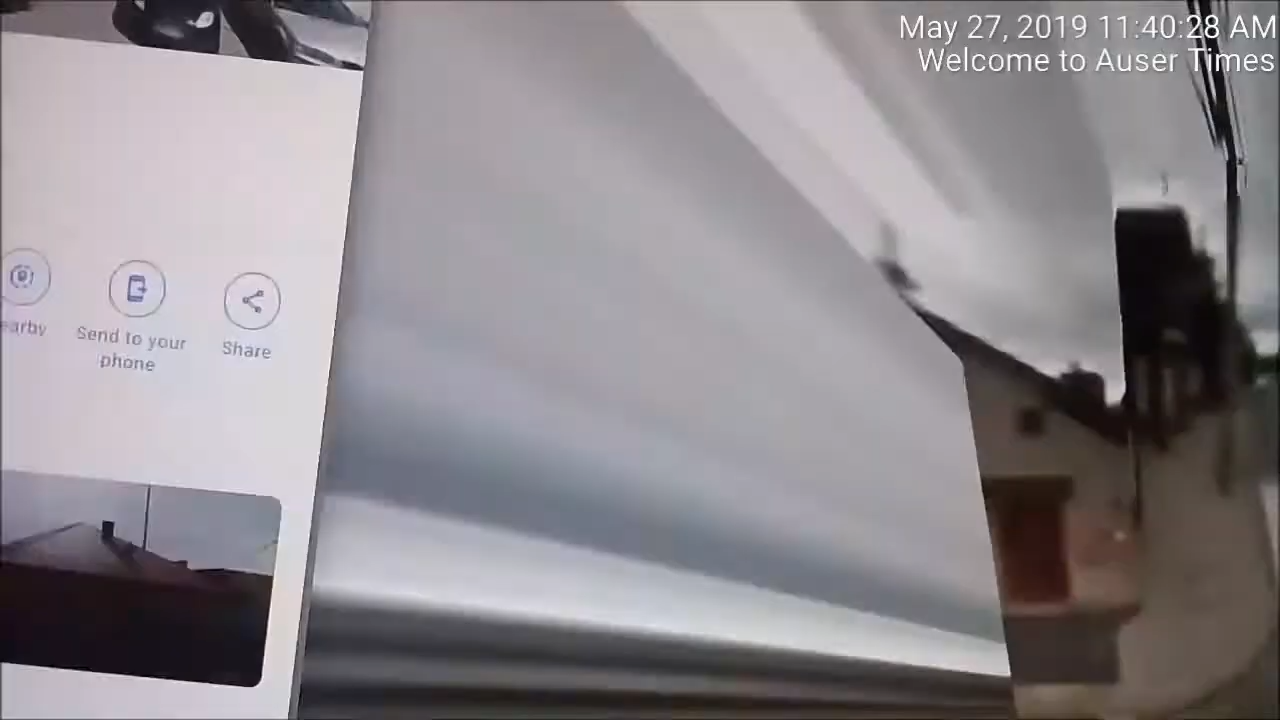 May 27, 2019 11:40:28 AM
Welcome to Auser Times
earby
Send to your
phone
Share